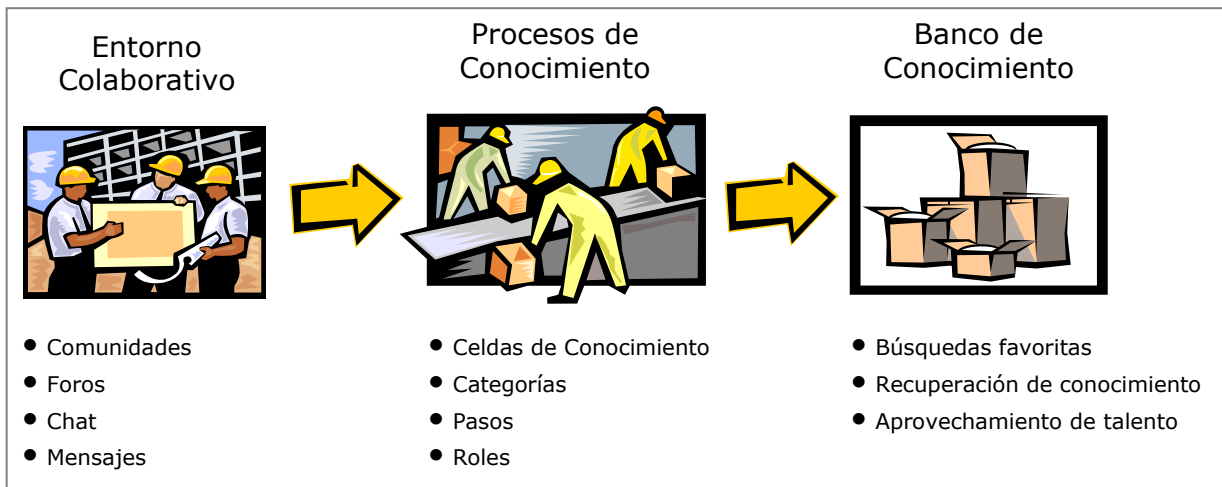 Entorno
Colaborativo
Procesos de
Conocimiento
Banco de
Conocimiento
• Comunidades
• Foros
• Chat
• Mensajes
• Celdas de Conocimiento
• Categorías
• Pasos
• Roles
• Búsquedas favoritas
• Recuperación de conocimiento
• Aprovechamiento de talento